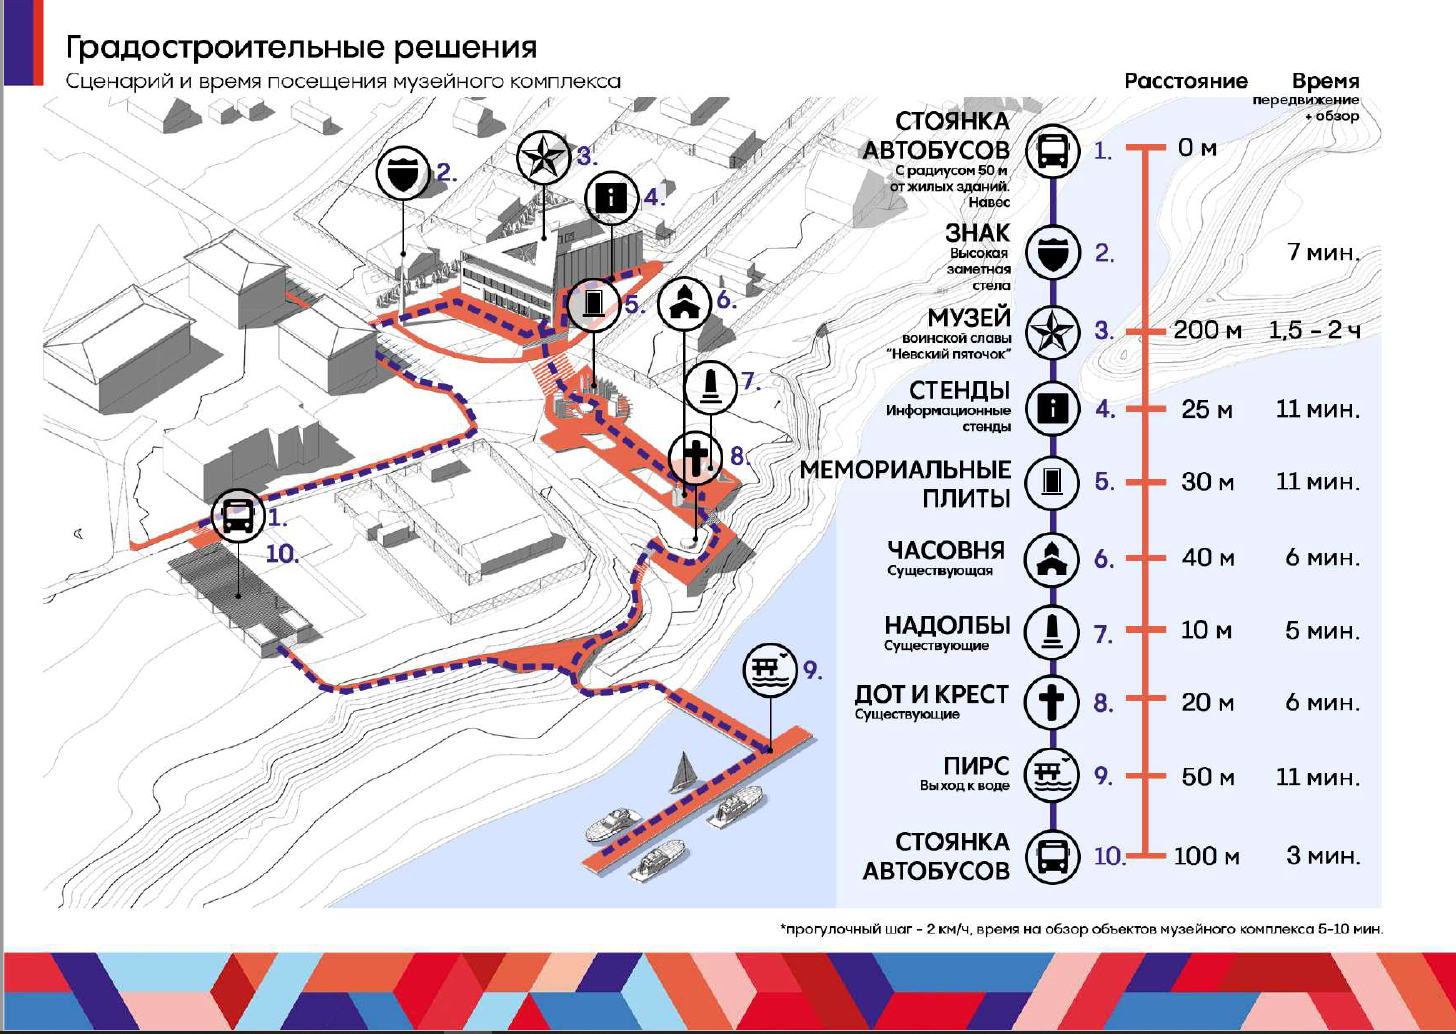 Градостроительные решения
Сценарий и время посещения музейного комплекса
2.
3.
4.
5.
6.
7.
8.
1.
10.
9.
Расстояние
Время
передвижение
+ обзор
СТОЯНКА
АВТОБУСОВ
С радиусом 50 м
от жилых зданий.
Навес
1.
0 м
ЗНАК
Высокая
заметная
стела
2.
7 мин.
МУЗЕЙ
воинской славы
"Невский пяточок"
3.
200 м
1,5 - 2 ч
СТЕНДЫ
Информационные
стенды
4.
25 м
11 мин.
МЕМОРИАЛЬНЫЕ
ПЛИТЫ
5.
30 м
11 мин.
ЧАСОВНЯ
Существующая
6.
40 м
6 мин.
НАДОЛБЫ
Существующие
7.
10 м
5 мин.
ДОТ И КРЕСТ
Существующие
8.
20 м
6 мин.
ПИРС
Выход к воде
9.
50 м
11 мин.
СТОЯНКА
АВТОБУСОВ
10.
100 м
3 мин.
*прогулочный шаг - 2 км/ч, время на обзор объектов музейного комплекса 5-10 мин.